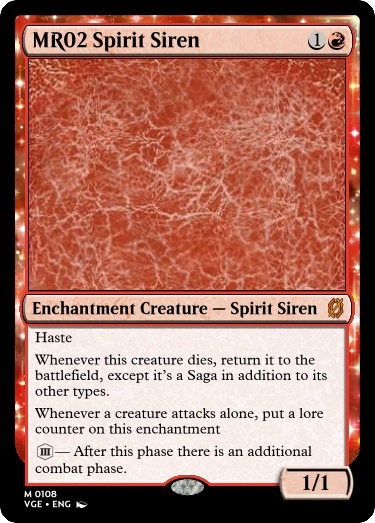 MR02 Spirit Siren 1
Enchantment Creature — Spirit Siren
Haste
Whenever this creature dies, return it to the
battlefield, except it's a Saga in addition to its
other types.
Whenever a creature attacks alone, put a lore
counter on this enchantment
III — After this phase there is an additional
combat phase.
1/1
M 0108
VGE • ENG